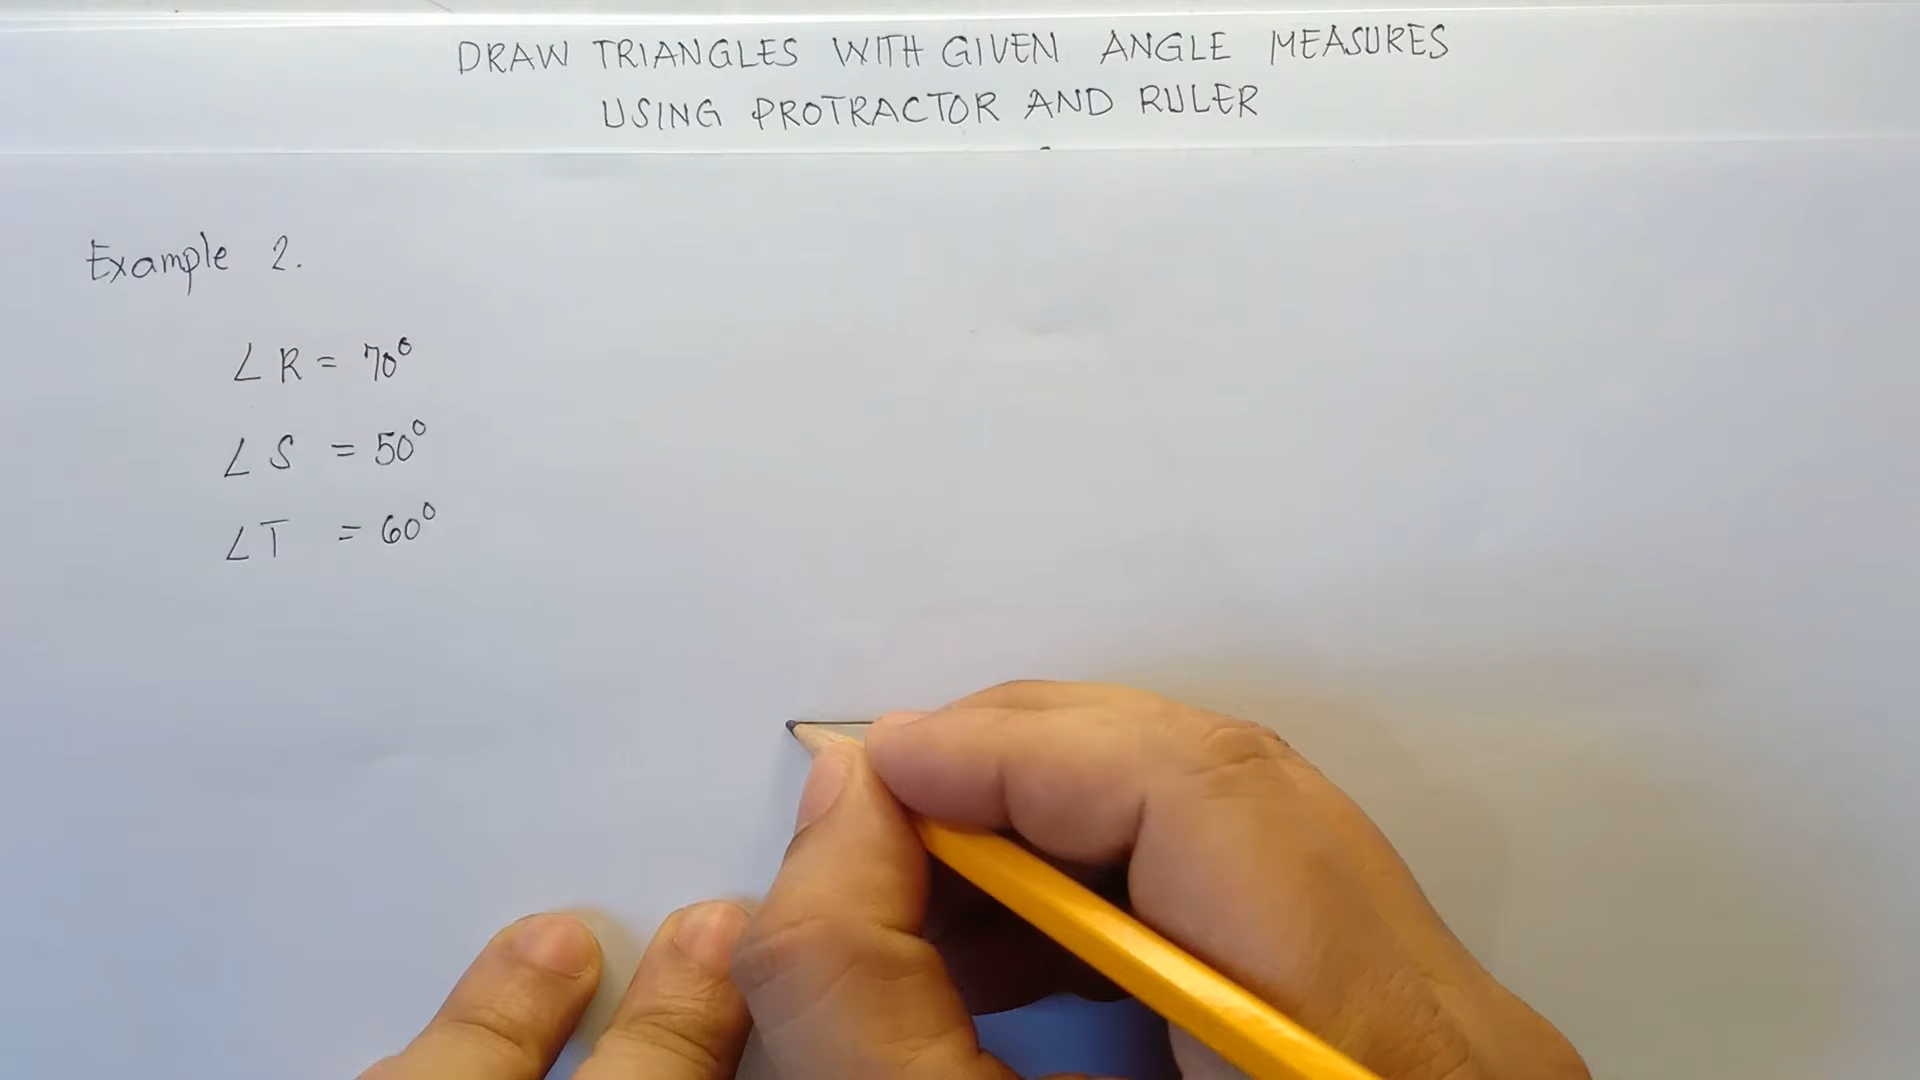 DRAW TRIANGLES WITH GIVEN ANGLE MEASURES
USING PROTRACTOR AND RULER
Example 2.
∠ R = 70°
∠ S = 50°
∠ T = 60°